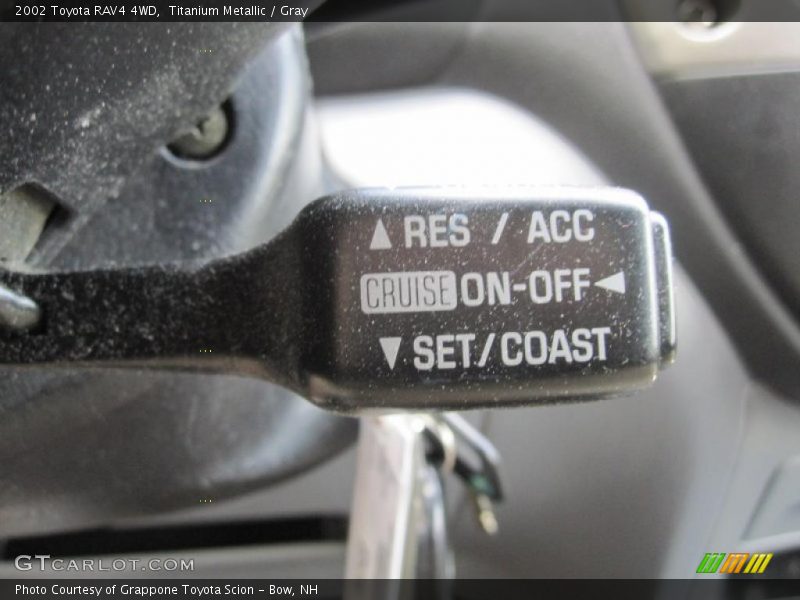 2002 Toyota RAV4 4WD,  Titanium Metallic / Gray
▲ RES / ACC
CRUISE ON-OFF ◀
▼ SET/COAST
GTCARLOT.COM
Photo Courtesy of Grappone Toyota Scion - Bow, NH